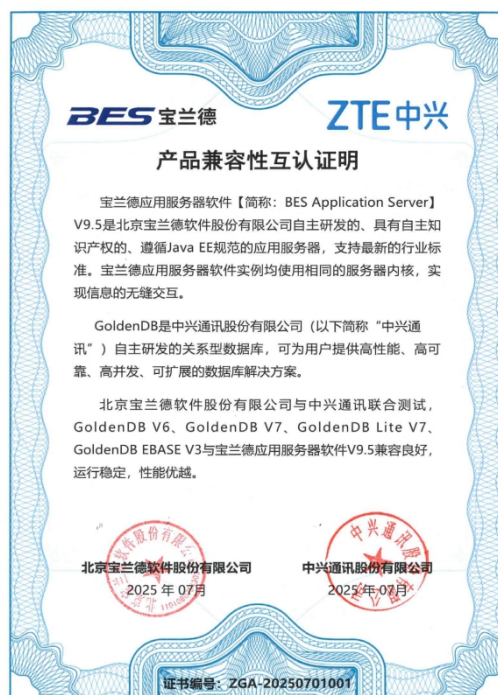 BES 宝兰德
ZTE中兴
产品兼容性互认证明
宝兰德应用服务器软件【简称：BES Application Server】
V9.5是北京宝兰德软件股份有限公司自主研发的、具有自主知
识产权的、遵循Java EE规范的应用服务器，支持最新的行业标
准。宝兰德应用服务器软件实例均使用相同的服务器内核，实
现信息的无缝交互。
GoldenDB是中兴通讯股份有限公司（以下简称“中兴通
讯”）自主研发的关系型数据库，可为用户提供高性能、高可
靠、高并发、可扩展的数据库解决方案。
北京宝兰德软件股份有限公司与中兴通讯联合测试，
GoldenDB V6、GoldenDB V7、GoldenDB Lite V7、
GoldenDB EBASE V3与宝兰德应用服务器软件V9.5兼容良好，
运行稳定，性能优越。
北京宝兰德软件股份有限公司
2025 年 07月
中兴通讯股份有限公司
2025 年 07月
证书编号：ZGA-20250701001